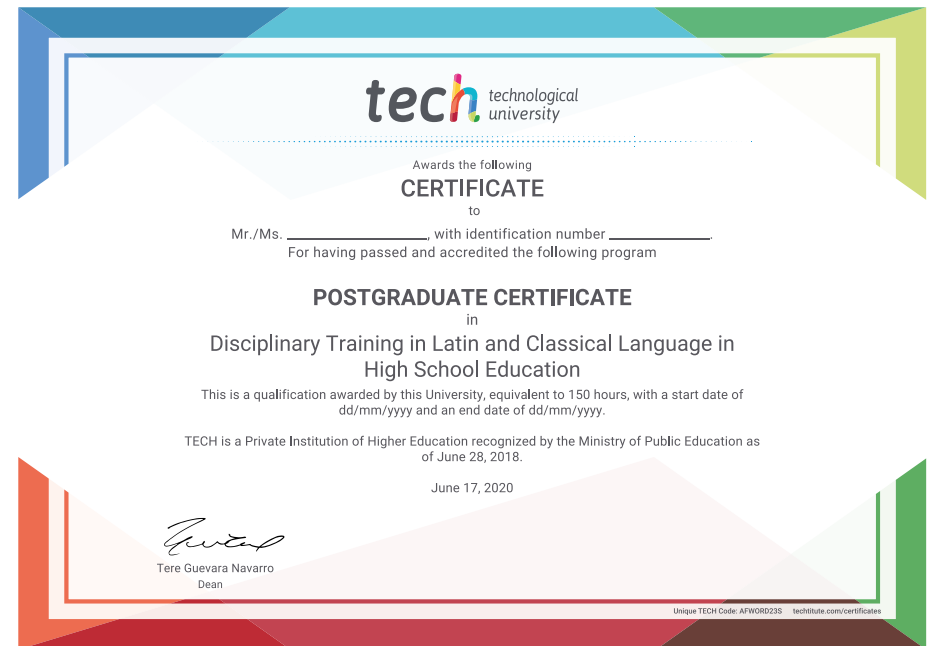 tech technological
university
Awards the following
CERTIFICATE
to
Mr./Ms. ____________________, with identification number ______________.
For having passed and accredited the following program
POSTGRADUATE CERTIFICATE
in
Disciplinary Training in Latin and Classical Language in
High School Education
This is a qualification awarded by this University, equivalent to 150 hours, with a start date of
dd/mm/yyyy and an end date of dd/mm/yyyy.
TECH is a Private Institution of Higher Education recognized by the Ministry of Public Education as
of June 28, 2018.
June 17, 2020
Tere Guevara Navarro
Dean
Unique TECH Code: AFWORD23S techtitute.com/certificates